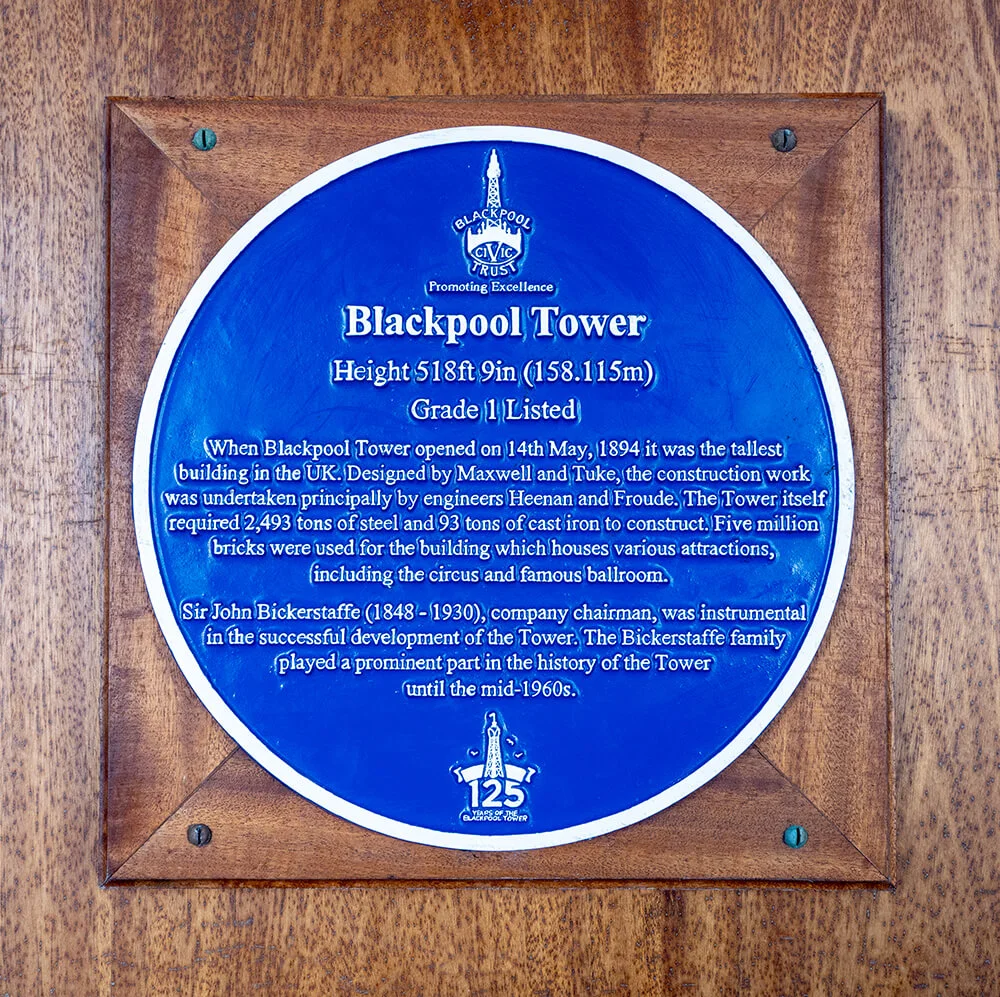 BLACKPOOL
CIVIC
TRUST
Promoting Excellence
Blackpool Tower
Height 518ft 9in (158.115m)
Grade 1 Listed
When Blackpool Tower opened on 14th May, 1894 it was the tallest
building in the UK. Designed by Maxwell and Tuke, the construction work
was undertaken principally by engineers Heenan and Froude. The Tower itself
required 2,493 tons of steel and 93 tons of cast iron to construct. Five million
bricks were used for the building which houses various attractions,
including the circus and famous ballroom.
Sir John Bickerstaffe (1848 - 1930), company chairman, was instrumental
in the successful development of the Tower. The Bickerstaffe family
played a prominent part in the history of the Tower
until the mid-1960s.
125
YEARS OF THE
BLACKPOOL TOWER